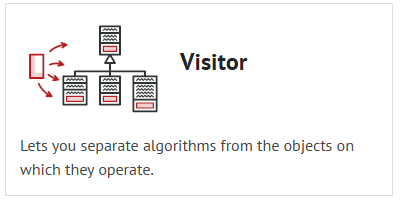 Visitor
Lets you separate algorithms from the objects on
which they operate.